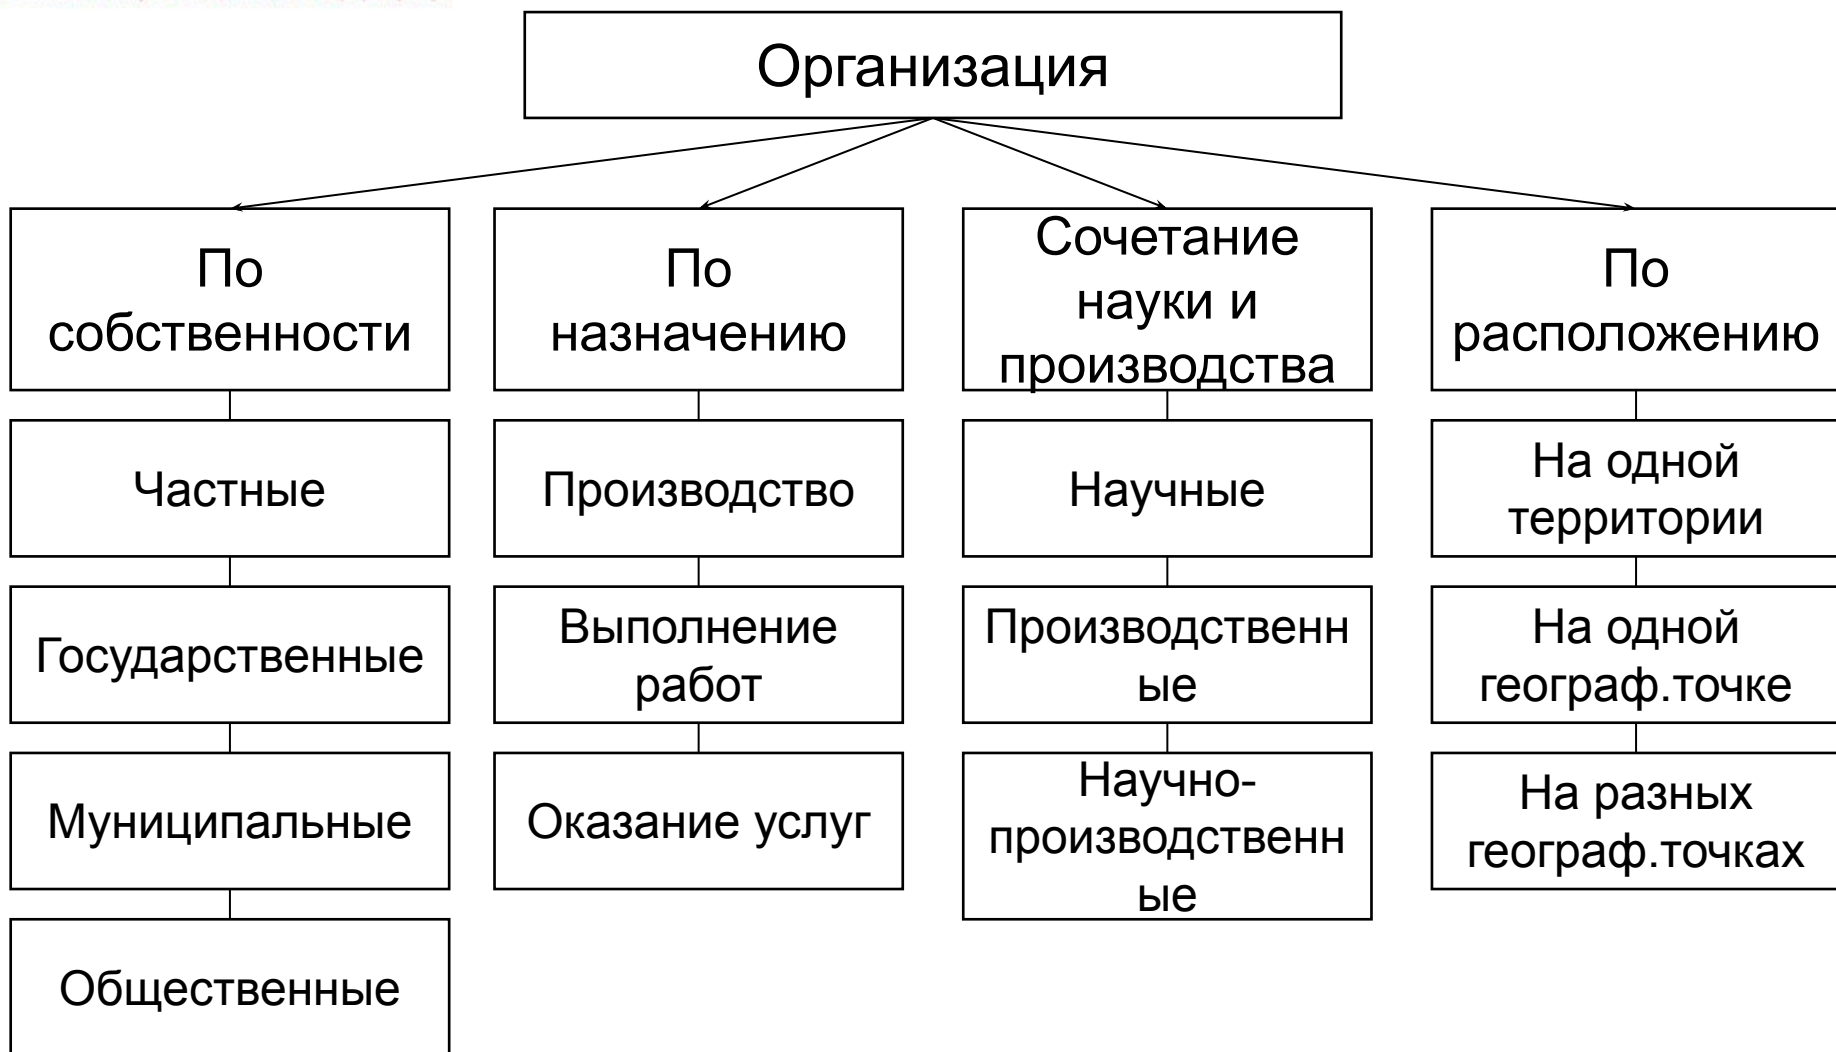 Организация
По
собственности
Частные
Государственные
Муниципальные
Общественные
По
назначению
Производство
Выполнение
работ
Оказание услуг
Сочетание
науки и
производства
Научные
Производственн
ые
Научно-
производственн
ые
По
расположению
На одной
территории
На одной
географ.точке
На разных
географ.точках